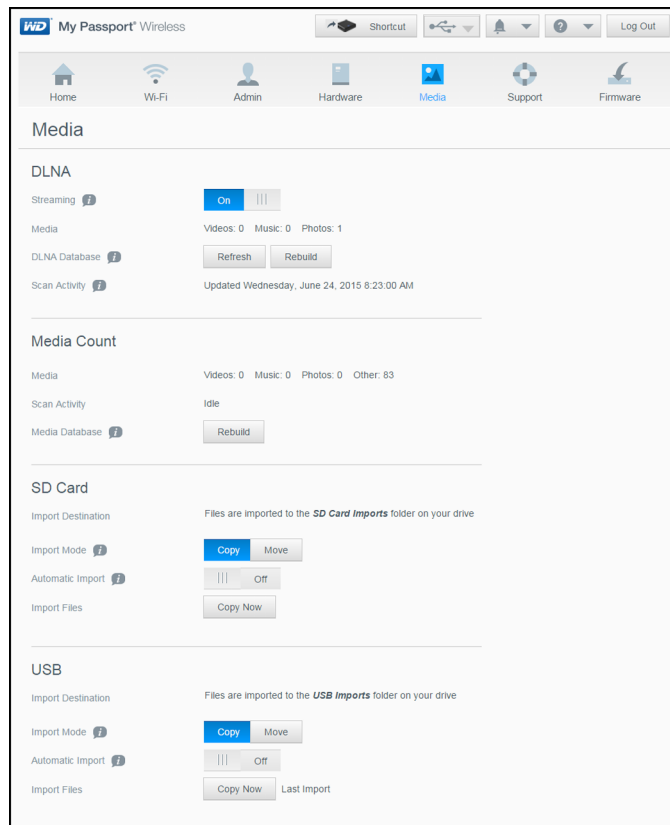 WD My Passport® Wireless Shortcut Log Out
Home Wi-Fi Admin Hardware Media Support Firmware
Media
DLNA
Streaming i On
Media Videos: 0 Music: 0 Photos: 1
DLNA Database i Refresh Rebuild
Scan Activity i Updated Wednesday, June 24, 2015 8:23:00 AM
Media Count
Media Videos: 0 Music: 0 Photos: 0 Other: 83
Scan Activity Idle
Media Database i Rebuild
SD Card
Import Destination Files are imported to the SD Card Imports folder on your drive
Import Mode i Copy Move
Automatic Import i Off
Import Files Copy Now
USB
Import Destination Files are imported to the USB Imports folder on your drive
Import Mode i Copy Move
Automatic Import i Off
Import Files Copy Now Last Import